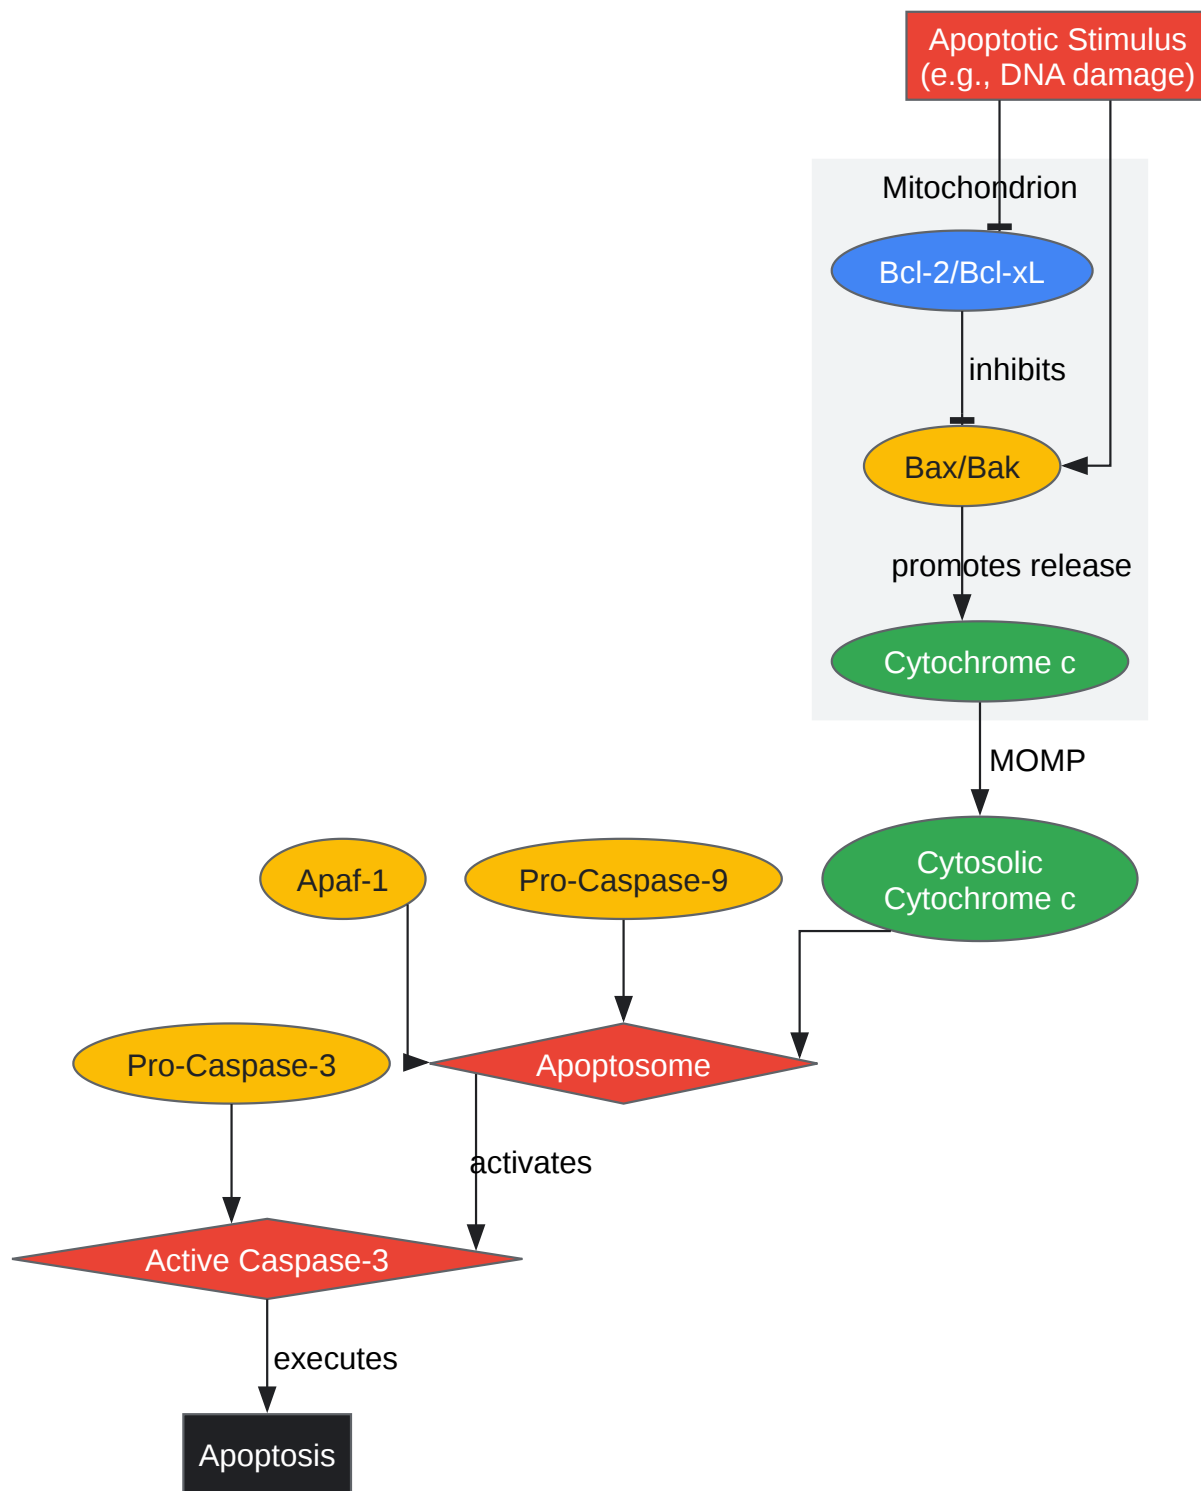 Apoptotic Stimulus
(e.g., DNA damage)
Mitochondrion
Bcl-2/Bcl-xL
inhibits
Bax/Bak
promotes release
Cytochrome c
MOMP
Apaf-1
Pro-Caspase-9
Cytosolic
Cytochrome c
Pro-Caspase-3
Apoptosome
activates
Active Caspase-3
executes
Apoptosis